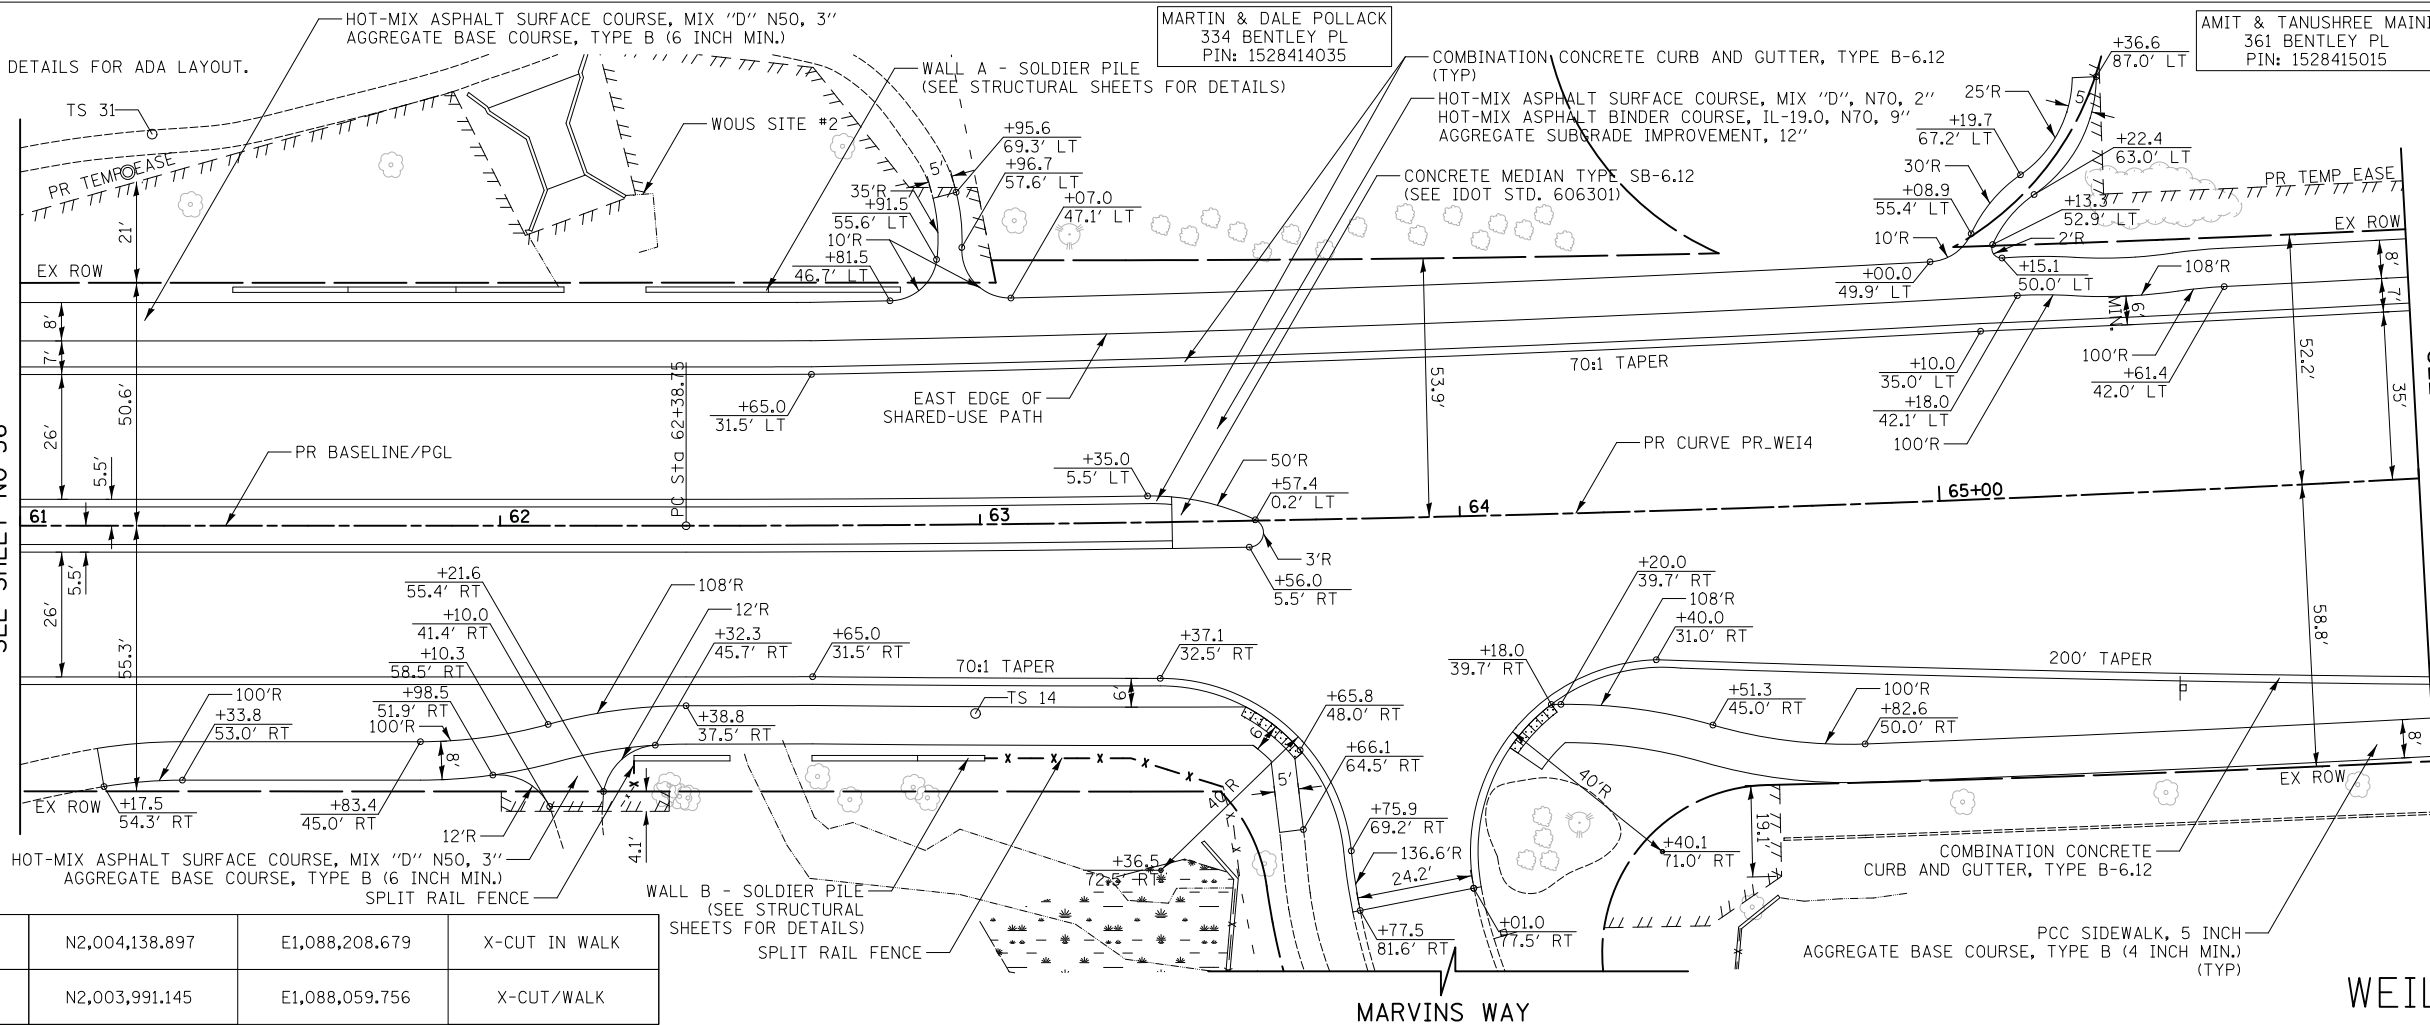 HOT-MIX ASPHALT SURFACE COURSE, MIX "D" N50, 3"
AGGREGATE BASE COURSE, TYPE B (6 INCH MIN.)
DETAILS FOR ADA LAYOUT.
MARTIN & DALE POLLACK
334 BENTLEY PL
PIN: 1528414035
AMIT & TANUSHREE MAINI
361 BENTLEY PL
PIN: 1528415015
TS 31
WALL A - SOLDIER PILE
(SEE STRUCTURAL SHEETS FOR DETAILS)
COMBINATION CONCRETE CURB AND GUTTER, TYPE B-6.12
(TYP)
HOT-MIX ASPHALT SURFACE COURSE, MIX "D", N70, 2"
HOT-MIX ASPHALT BINDER COURSE, IL-19.0, N70, 9"
AGGREGATE SUBGRADE IMPROVEMENT, 12"
CONCRETE MEDIAN TYPE SB-6.12
(SEE IDOT STD. 606301)
WOUS SITE #2
PR TEMP EASE
21'
EX ROW
5'
35'R
+95.6
69.3' LT
+96.7
57.6' LT
+07.0
47.1' LT
+91.5
55.6' LT
10'R
+81.5
46.7' LT
+36.6
87.0' LT
25'R
5'
+19.7
67.2' LT
+22.4
63.0' LT
30'R
+08.9
55.4' LT
+13.3
52.9' LT
2'R
10'R
PR TEMP EASE
EX ROW
+00.0
49.9' LT
+15.1
50.0' LT
108'R
8'
7'
6'
MIN.
100'R
+61.4
42.0' LT
+10.0
35.0' LT
+18.0
42.1' LT
100'R
52.2'
35'
8'
7'
50.6'
26'
5.5'
+65.0
31.5' LT
PC Sta 62+38.75
EAST EDGE OF
SHARED-USE PATH
70:1 TAPER
53.9'
PR BASELINE/PGL
PR CURVE PR_WEI4
+35.0
5.5' LT
50'R
+57.4
0.2' LT
61
62
63
64
65+00
3'R
+56.0
5.5' RT
5.5'
26'
55.3'
+21.6
55.4' RT
+10.0
41.4' RT
+10.3
58.5' RT
+98.5
51.9' RT
108'R
12'R
+32.3
45.7' RT
+65.0
31.5' RT
70:1 TAPER
+37.1
32.5' RT
6'
100'R
+33.8
53.0' RT
100'R
8'
+38.8
37.5' RT
TS 14
+65.8
48.0' RT
6'
+66.1
64.5' RT
5'
40'R
+20.0
39.7' RT
108'R
+40.0
31.0' RT
+18.0
39.7' RT
200' TAPER
58.8'
+51.3
45.0' RT
100'R
+82.6
50.0' RT
8'
40'R
EX ROW
EX ROW
+17.5
54.3' RT
+83.4
45.0' RT
12'R
4.1'
+75.9
69.2' RT
+36.5
72.5' RT
136.6'R
24.2'
+77.5
81.6' RT
+01.0
77.5' RT
+40.1
71.0' RT
19.1'
HOT-MIX ASPHALT SURFACE COURSE, MIX "D" N50, 3"
AGGREGATE BASE COURSE, TYPE B (6 INCH MIN.)
SPLIT RAIL FENCE
WALL B - SOLDIER PILE
(SEE STRUCTURAL
SHEETS FOR DETAILS)
SPLIT RAIL FENCE
COMBINATION CONCRETE
CURB AND GUTTER, TYPE B-6.12
PCC SIDEWALK, 5 INCH
AGGREGATE BASE COURSE, TYPE B (4 INCH MIN.)
(TYP)
N2,004,138.897 E1,088,208.679 X-CUT IN WALK
N2,003,991.145 E1,088,059.756 X-CUT/WALK
MARVINS WAY